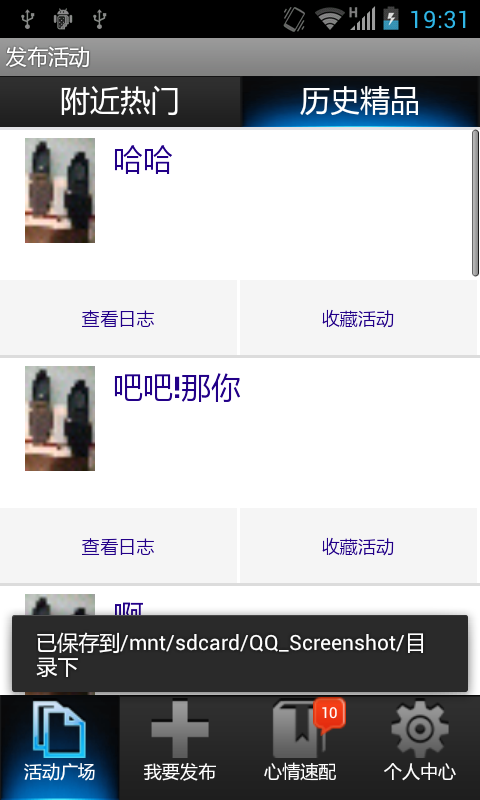 H
19:31
发布活动
附近热门
历史精品
哈哈
查看日志
收藏活动
吧吧!那你
查看日志
收藏活动
啊
已保存到/mnt/sdcard/QQ_Screenshot/目
录下
10
活动广场
我要发布
心情速配
个人中心